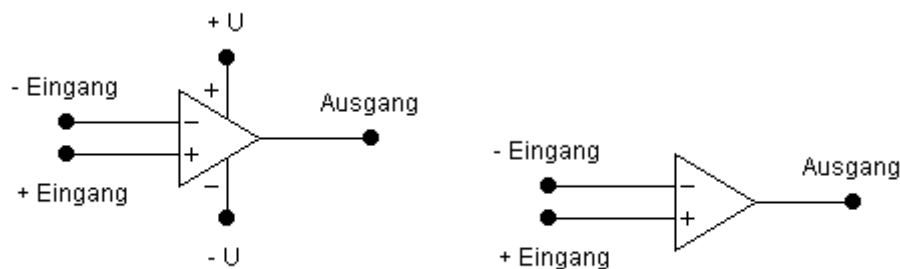 + U
- Eingang
+
Ausgang
−
+
+ Eingang
−
- U
- Eingang
Ausgang
−
+
+ Eingang